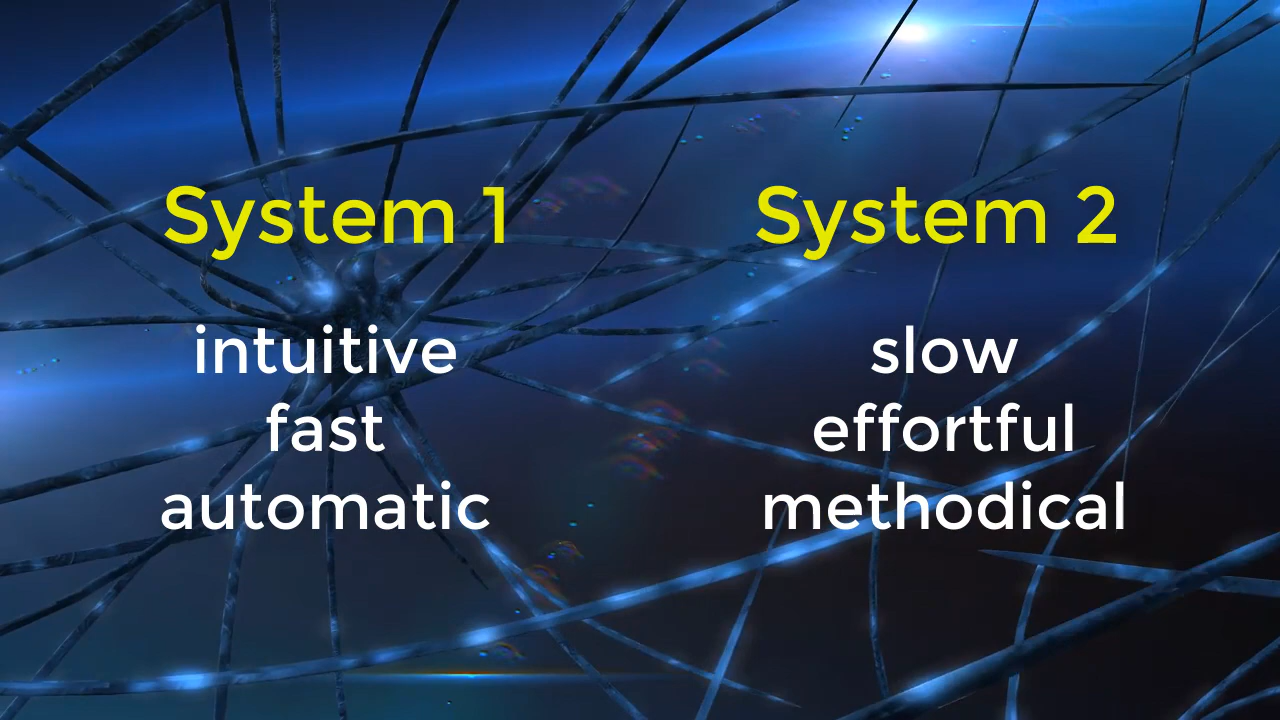 System 1
intuitive
fast
automatic
System 2
slow
effortful
methodical